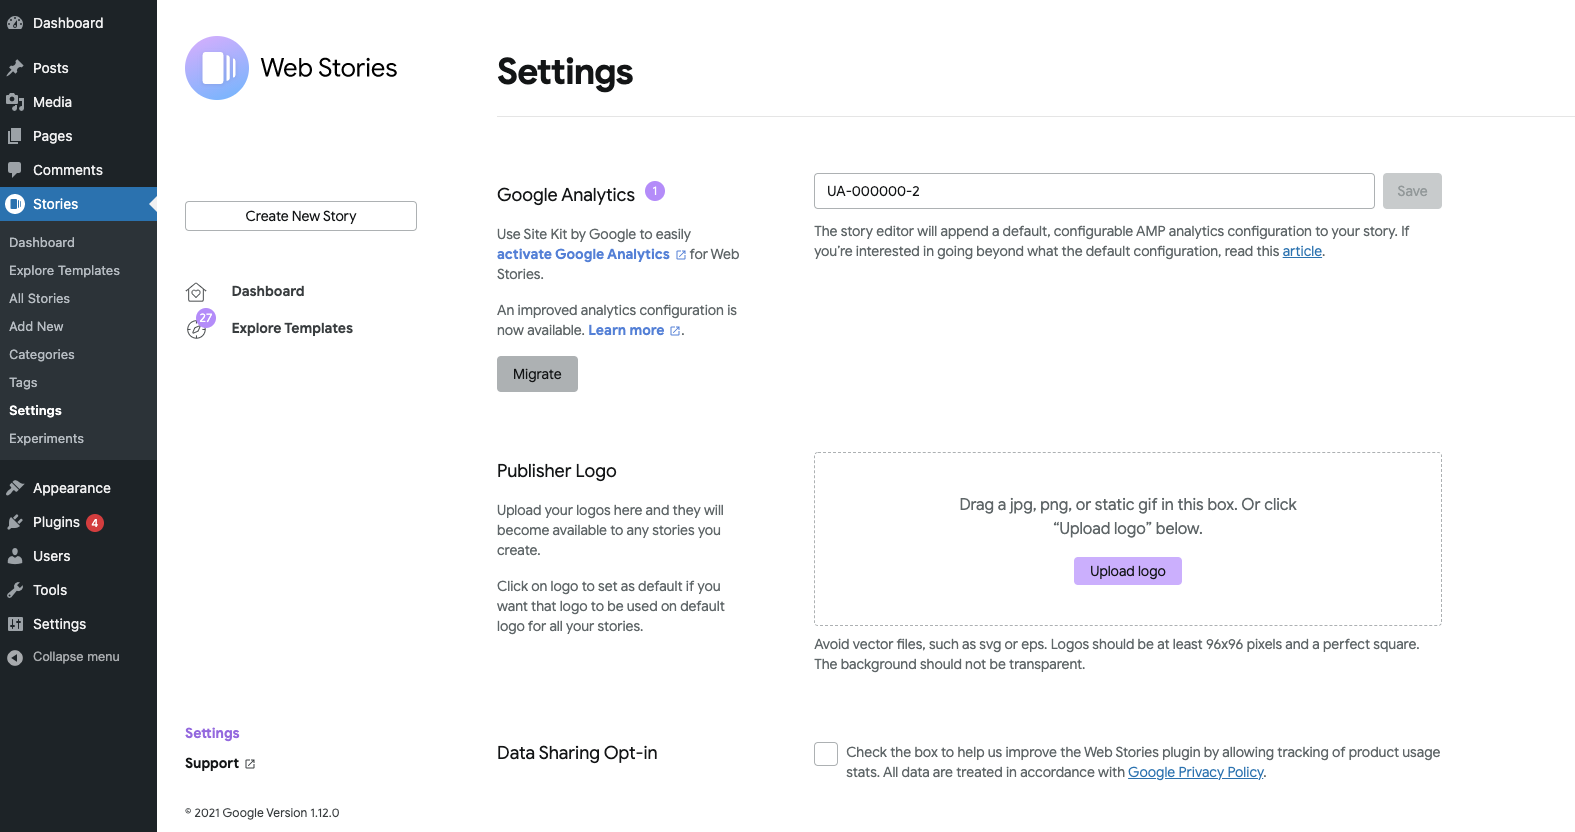 Dashboard
Posts
Media
Pages
Comments
Stories
Dashboard
Explore Templates
All Stories
Add New
Categories
Tags
Settings
Experiments
Appearance
Plugins 4
Users
Tools
Settings
Collapse menu
Web Stories
Create New Story
Dashboard
27
Explore Templates
Settings
Support
© 2021 Google Version 1.12.0
Settings
Google Analytics 1
Use Site Kit by Google to easily
activate Google Analytics for Web
Stories.
An improved analytics configuration is
now available. Learn more .
Migrate
UA-000000-2
Save
The story editor will append a default, configurable AMP analytics configuration to your story. If
you’re interested in going beyond what the default configuration, read this article.
Publisher Logo
Upload your logos here and they will
become available to any stories you
create.
Click on logo to set as default if you
want that logo to be used on default
logo for all your stories.
Drag a jpg, png, or static gif in this box. Or click
“Upload logo” below.
Upload logo
Avoid vector files, such as svg or eps. Logos should be at least 96x96 pixels and a perfect square.
The background should not be transparent.
Data Sharing Opt-in
Check the box to help us improve the Web Stories plugin by allowing tracking of product usage
stats. All data are treated in accordance with Google Privacy Policy.